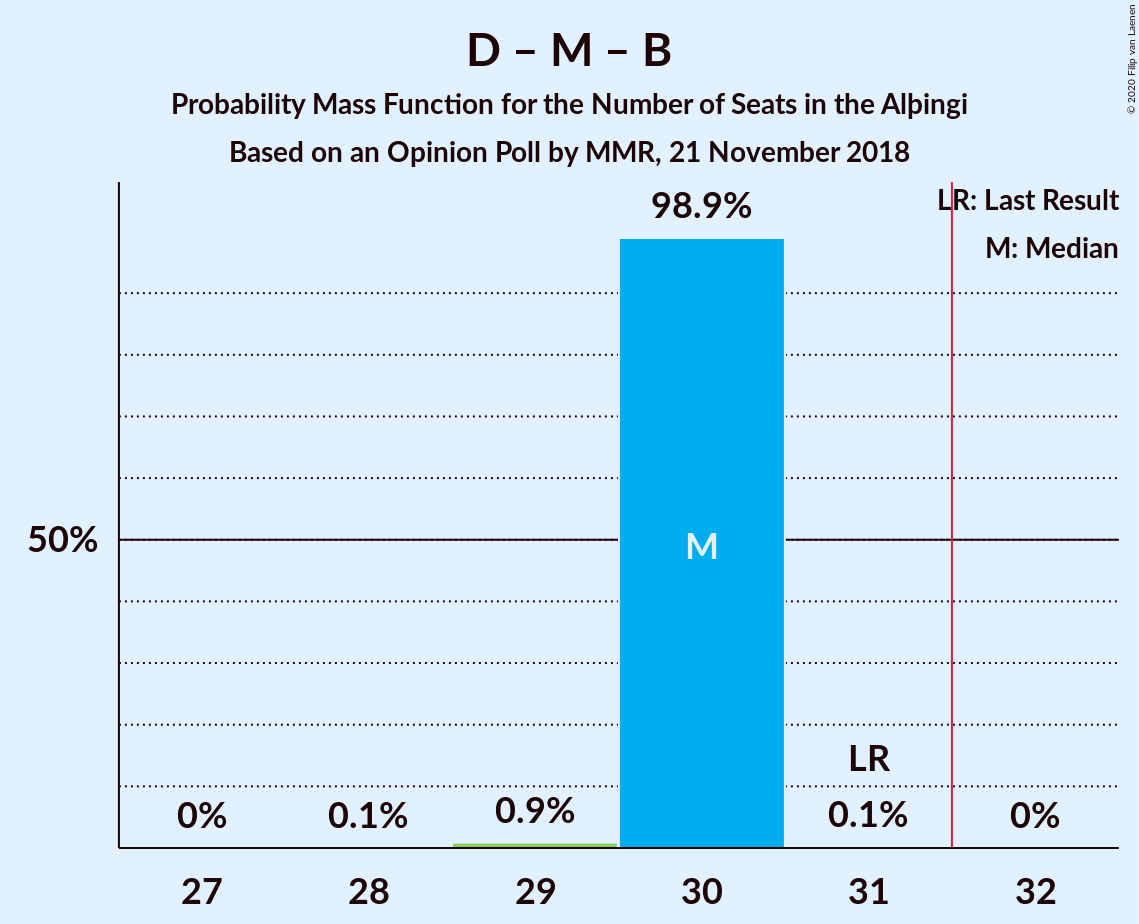 D – M – B
Probability Mass Function for the Number of Seats in the Alþingi
Based on an Opinion Poll by MMR, 21 November 2018
© 2020 Filip van Laenen
LR: Last Result
M: Median
98.9%
50%
M
LR
0%
0.1%
0.9%
0.1%
0%
27
28
29
30
31
32